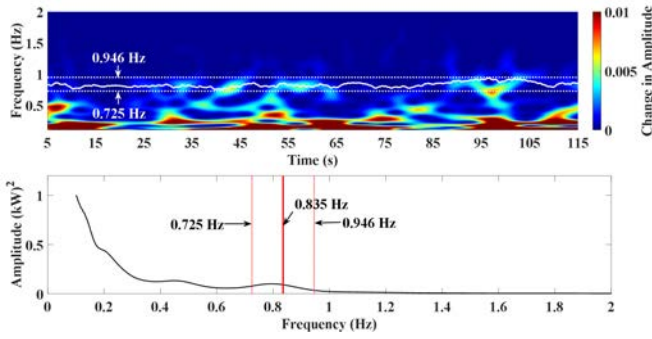 2
0.01
0.946 Hz
1.5
1
0.005
0.5
0.725 Hz
0
5 15 25 35 45 55 65 75 85 95 105 115
Time (s)
Frequency (Hz)
Change in Amplitude
1
0.835 Hz
0.725 Hz
0.946 Hz
0.5
0
0 0.2 0.4 0.6 0.8 1 1.2 1.4 1.6 1.8 2
Frequency (Hz)
Amplitude (kW)²